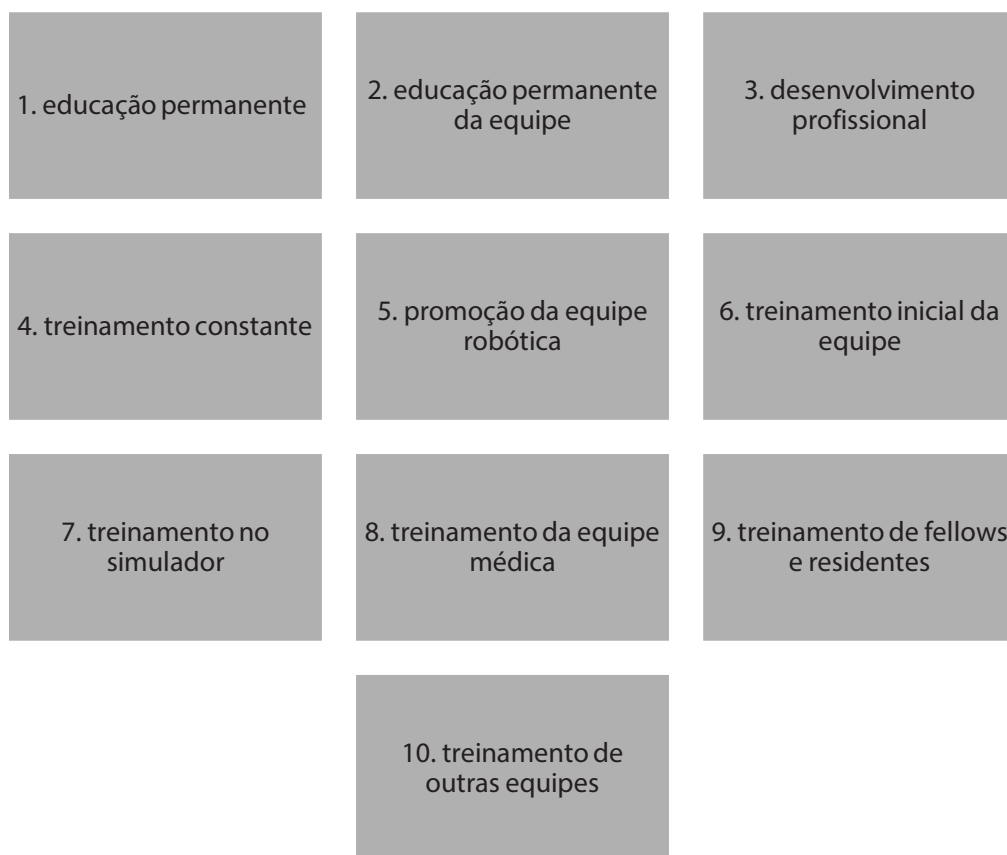 1. educação permanente
2. educação permanente
da equipe
3. desenvolvimento
profissional
4. treinamento constante
5. promoção da equipe
robótica
6. treinamento inicial da
equipe
7. treinamento no
simulador
8. treinamento da equipe
médica
9. treinamento de fellows
e residentes
10. treinamento de
outras equipes